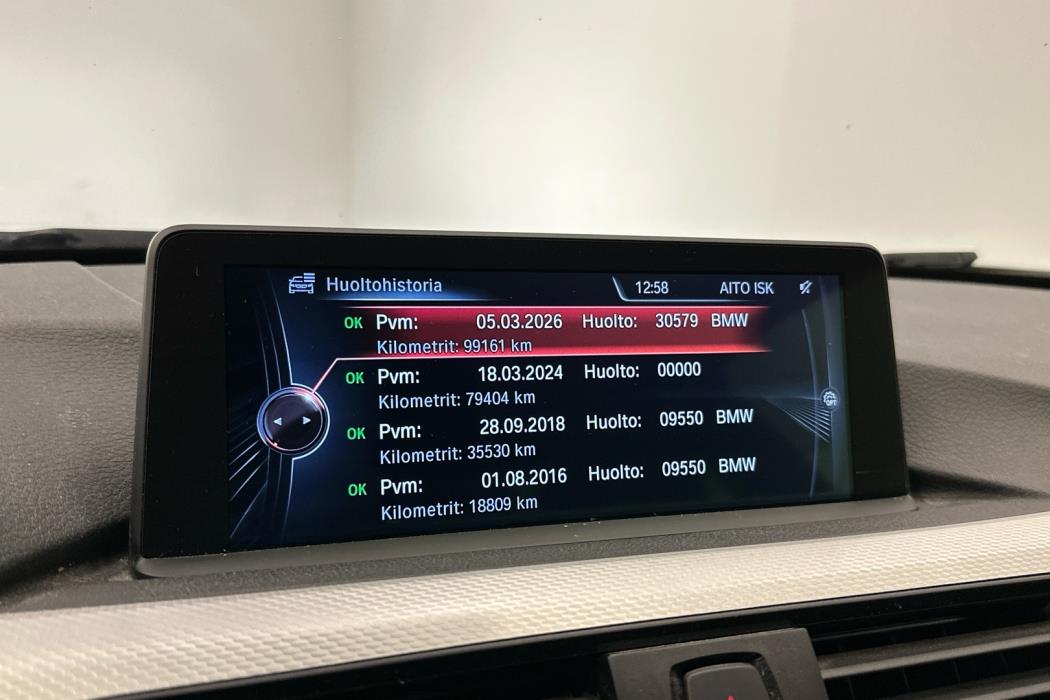 Huoltohistoria 12:58 AITO ISK
OK Pvm: 05.03.2026 Huolto: 30579 BMW
Kilometrit: 99161 km
OK Pvm: 18.03.2024 Huolto: 00000
Kilometrit: 79404 km
OK Pvm: 28.09.2018 Huolto: 09550 BMW
Kilometrit: 35530 km
OK Pvm: 01.08.2016 Huolto: 09550 BMW
Kilometrit: 18809 km
OPT